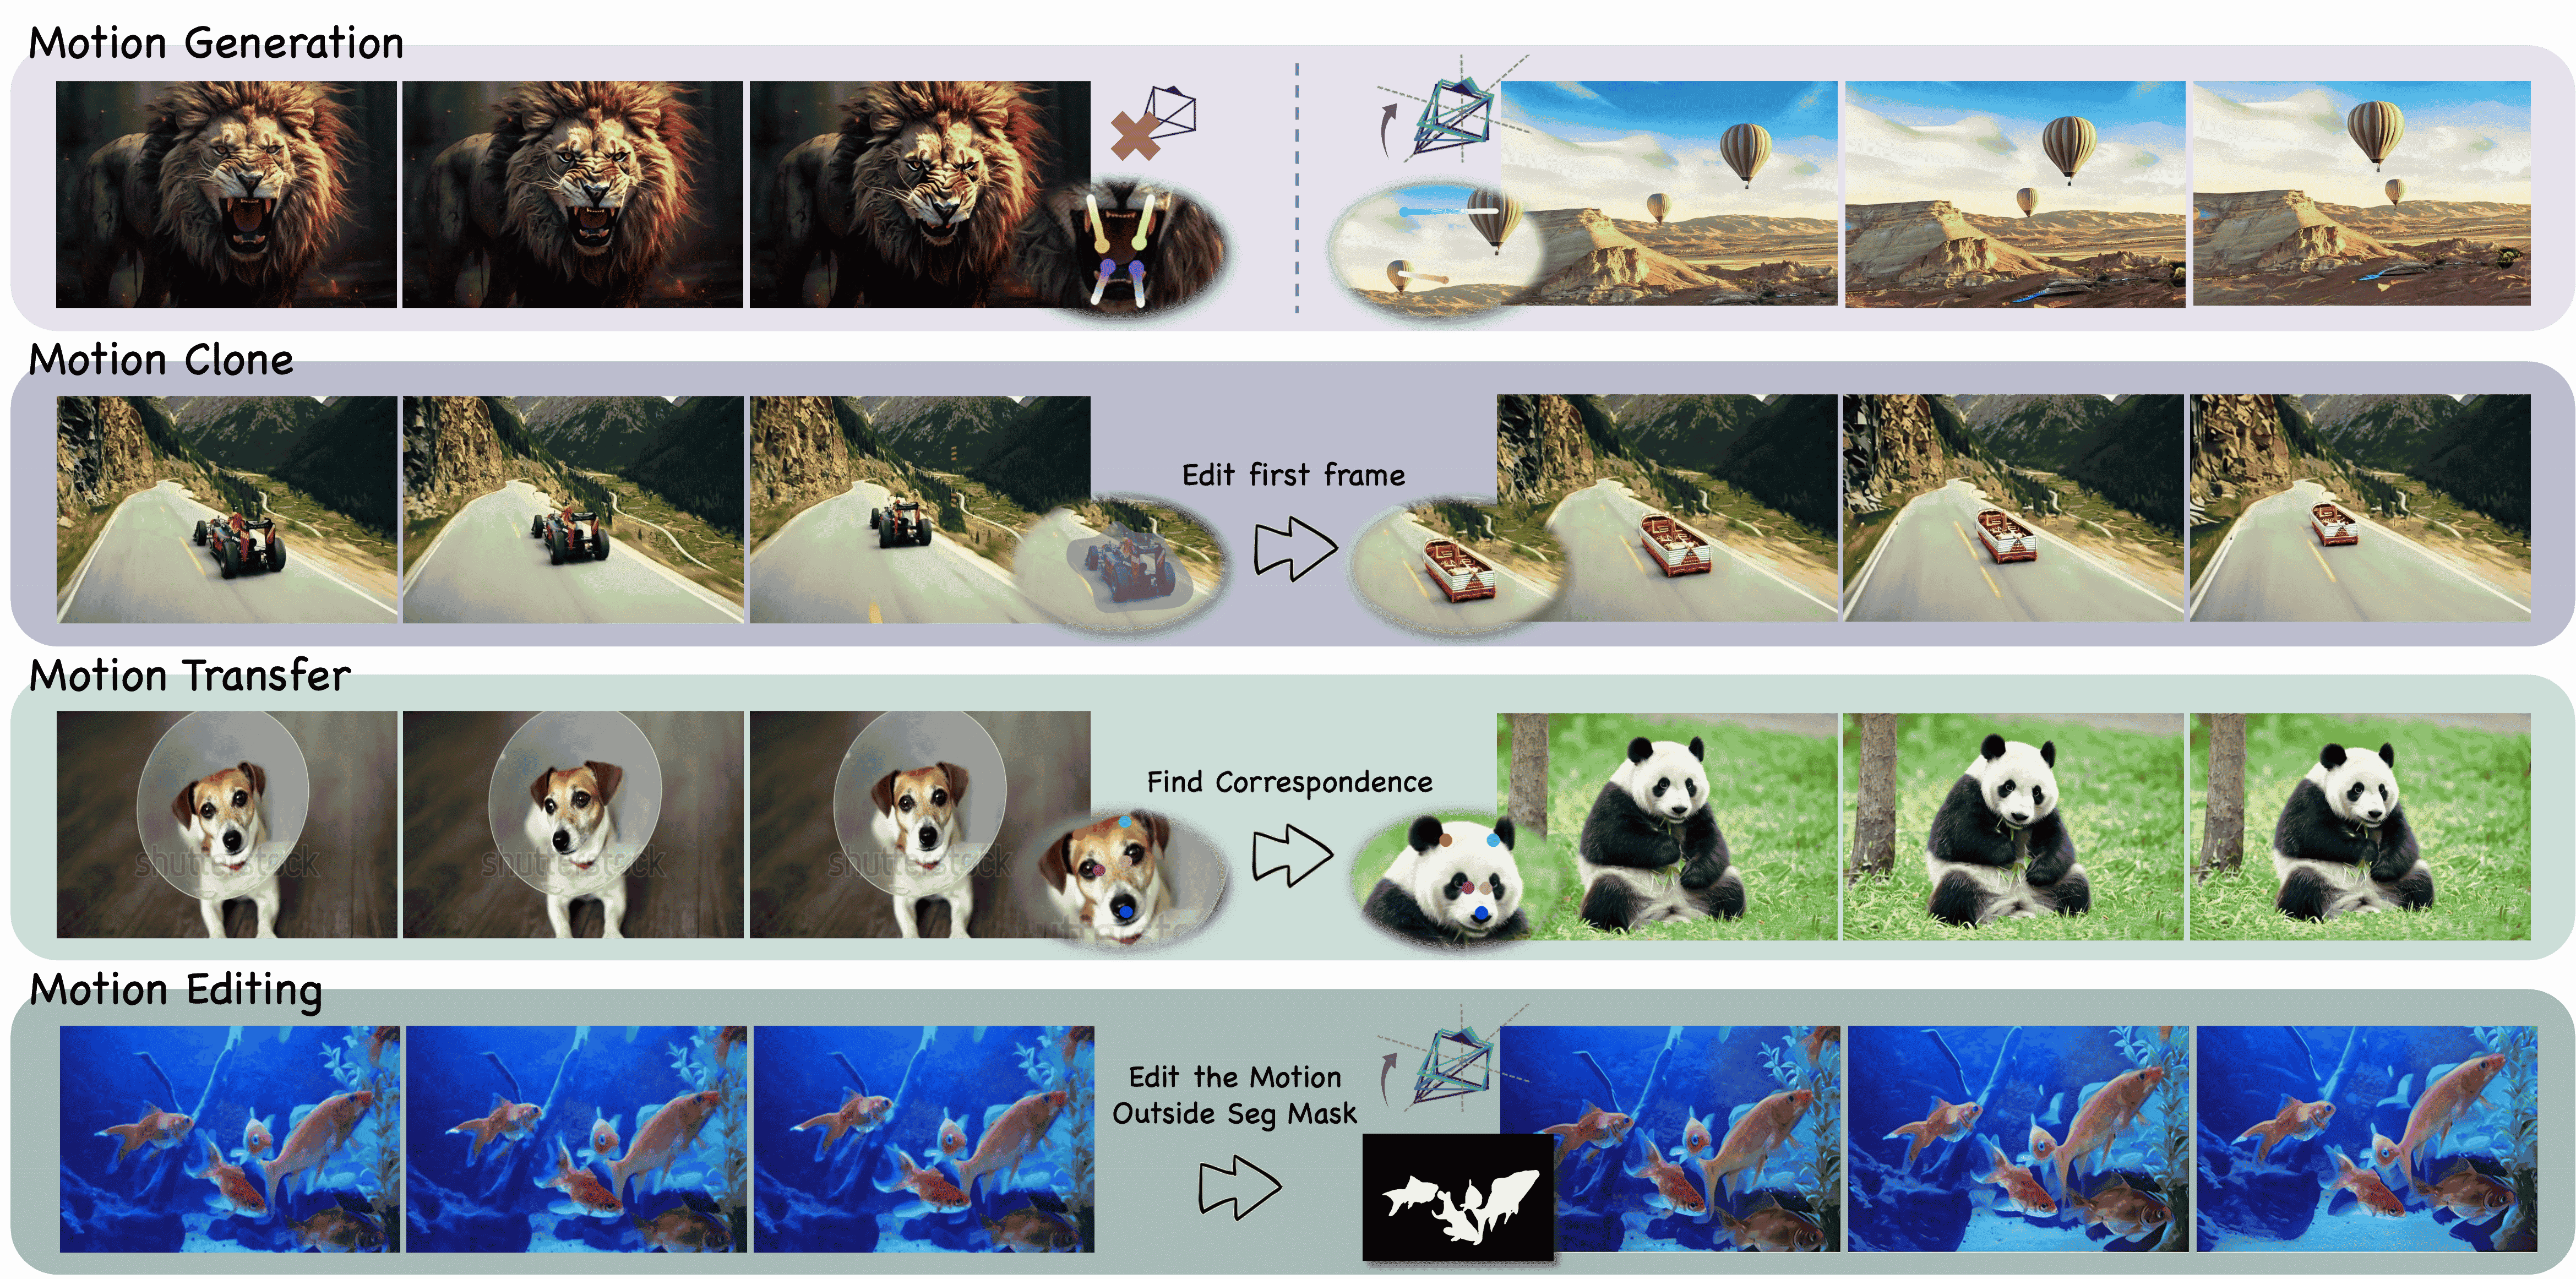 Motion Generation
Motion Clone
Edit first frame
Motion Transfer
Find Correspondence
shutterstock
shutterstock
shutterstock
Motion Editing
Edit the Motion
Outside Seg Mask